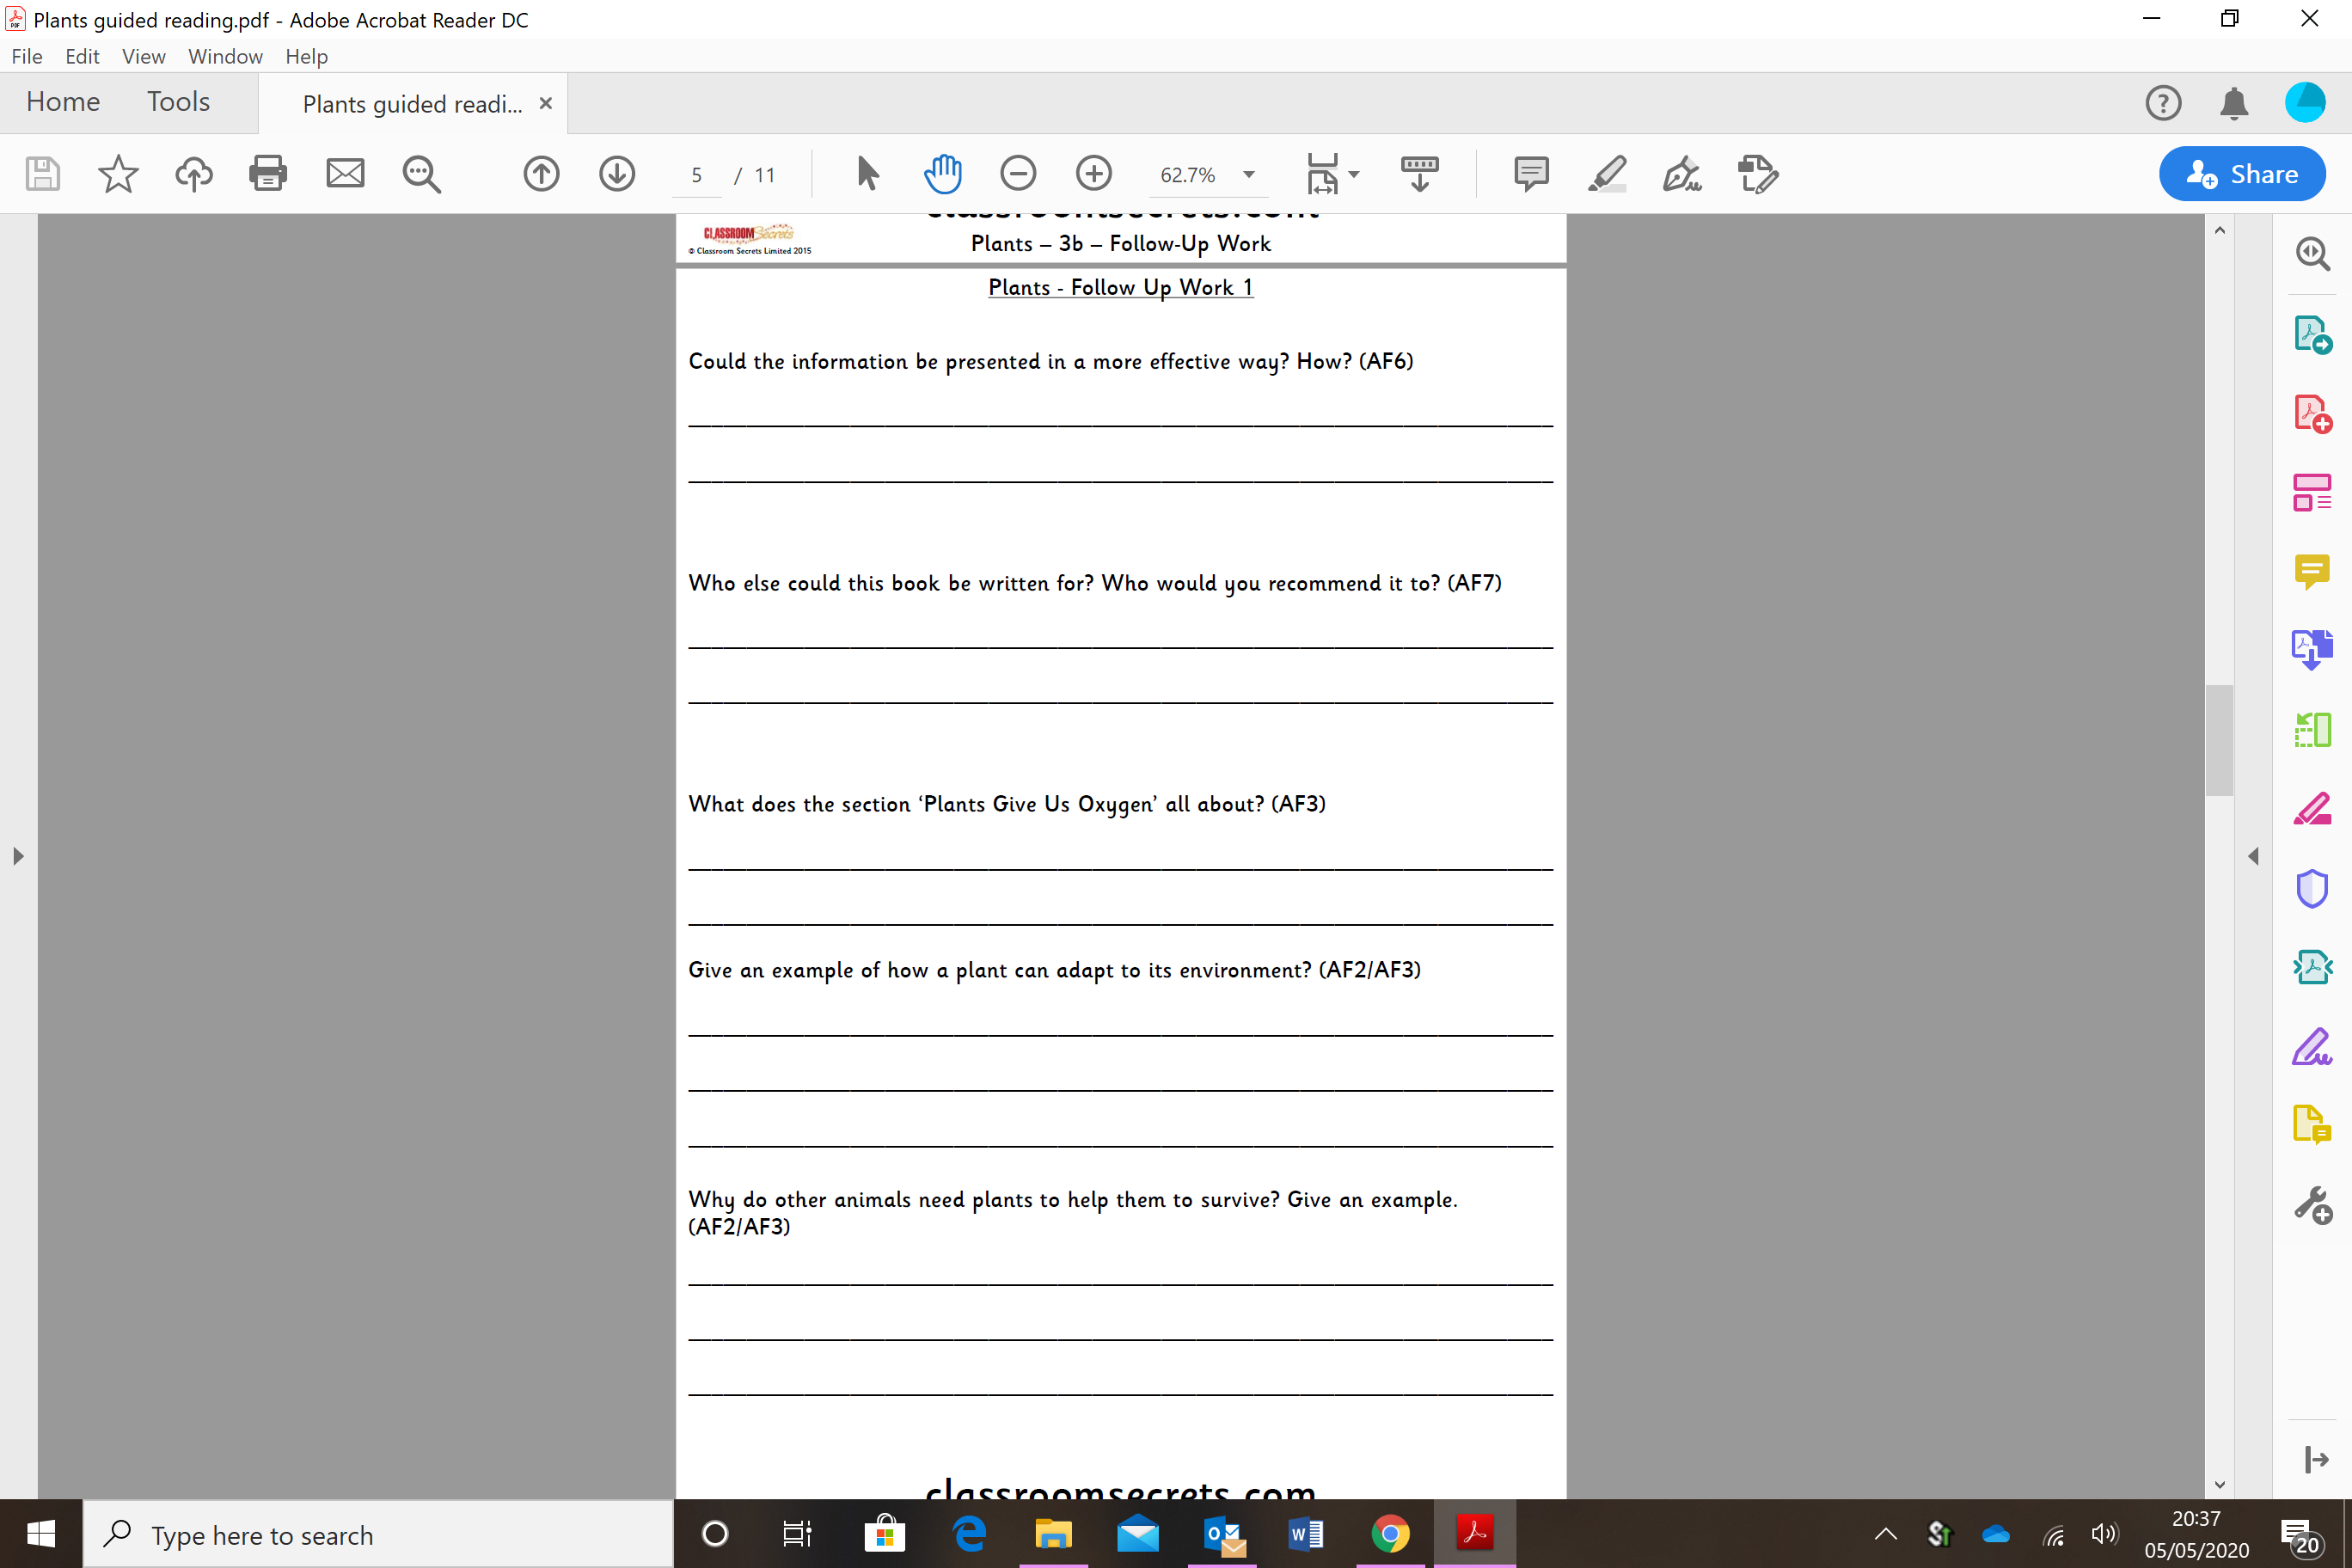 Plants guided reading.pdf - Adobe Acrobat Reader DC
File Edit View Window Help
Home Tools Plants guided readi...
5 / 11 62.7% Share
classroomsecrets.com
CLASSROOM Secrets
© Classroom Secrets Limited 2015
Plants – 3b – Follow-Up Work
Plants - Follow Up Work 1
Could the information be presented in a more effective way? How? (AF6)
Who else could this book be written for? Who would you recommend it to? (AF7)
What does the section ‘Plants Give Us Oxygen’ all about? (AF3)
Give an example of how a plant can adapt to its environment? (AF2/AF3)
Why do other animals need plants to help them to survive? Give an example.
(AF2/AF3)
classroomsecrets.com
Type here to search
20:37
05/05/2020
20